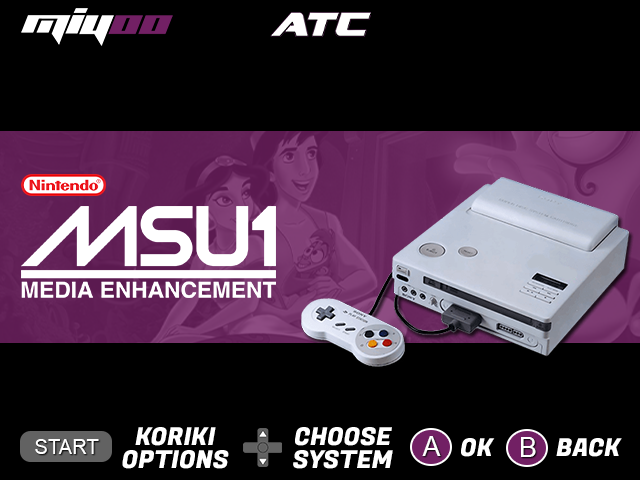 miyoo
ATC
Nintendo
MSU1
MEDIA ENHANCEMENT
START
KORIKI
OPTIONS
CHOOSE
SYSTEM
A
OK
B
BACK